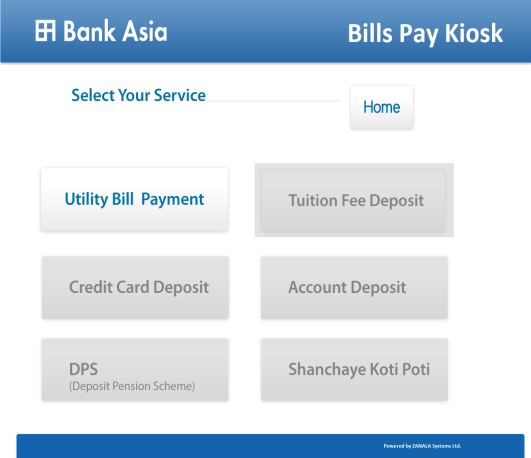 Bank Asia
Bills Pay Kiosk
Select Your Service
Home
Utility Bill Payment
Tuition Fee Deposit
Credit Card Deposit
Account Deposit
DPS
(Deposit Pension Scheme)
Shanchaye Koti Poti
Powered by ZANALA Systems Ltd.